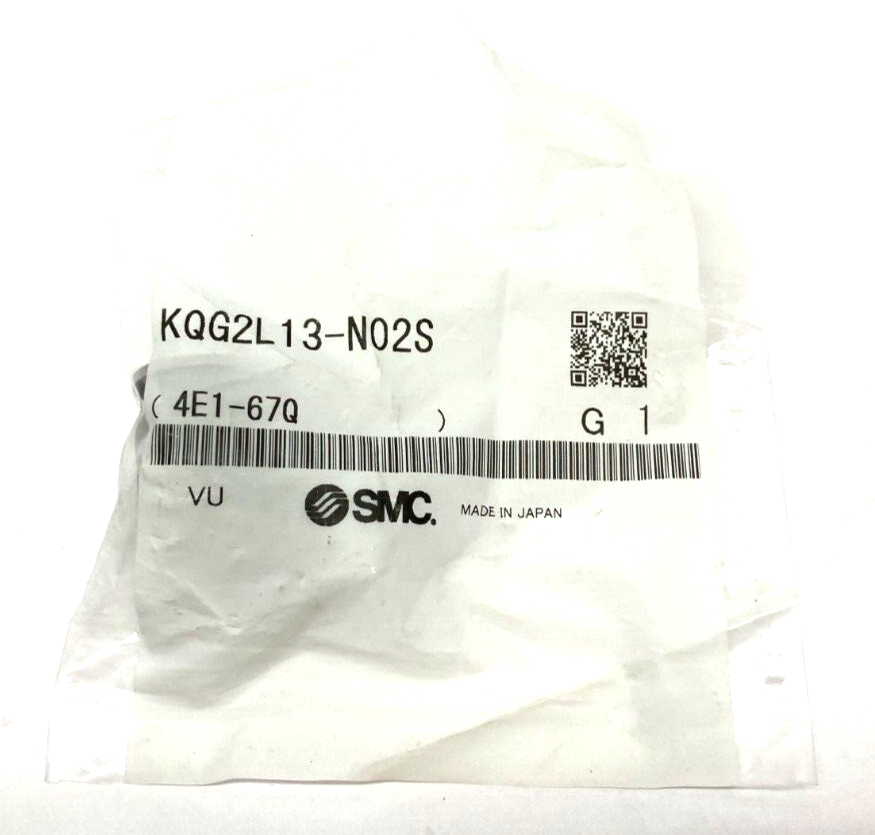 KQG2L13-N02S
( 4E1-67Q )
G 1
VU SMC. MADE IN JAPAN